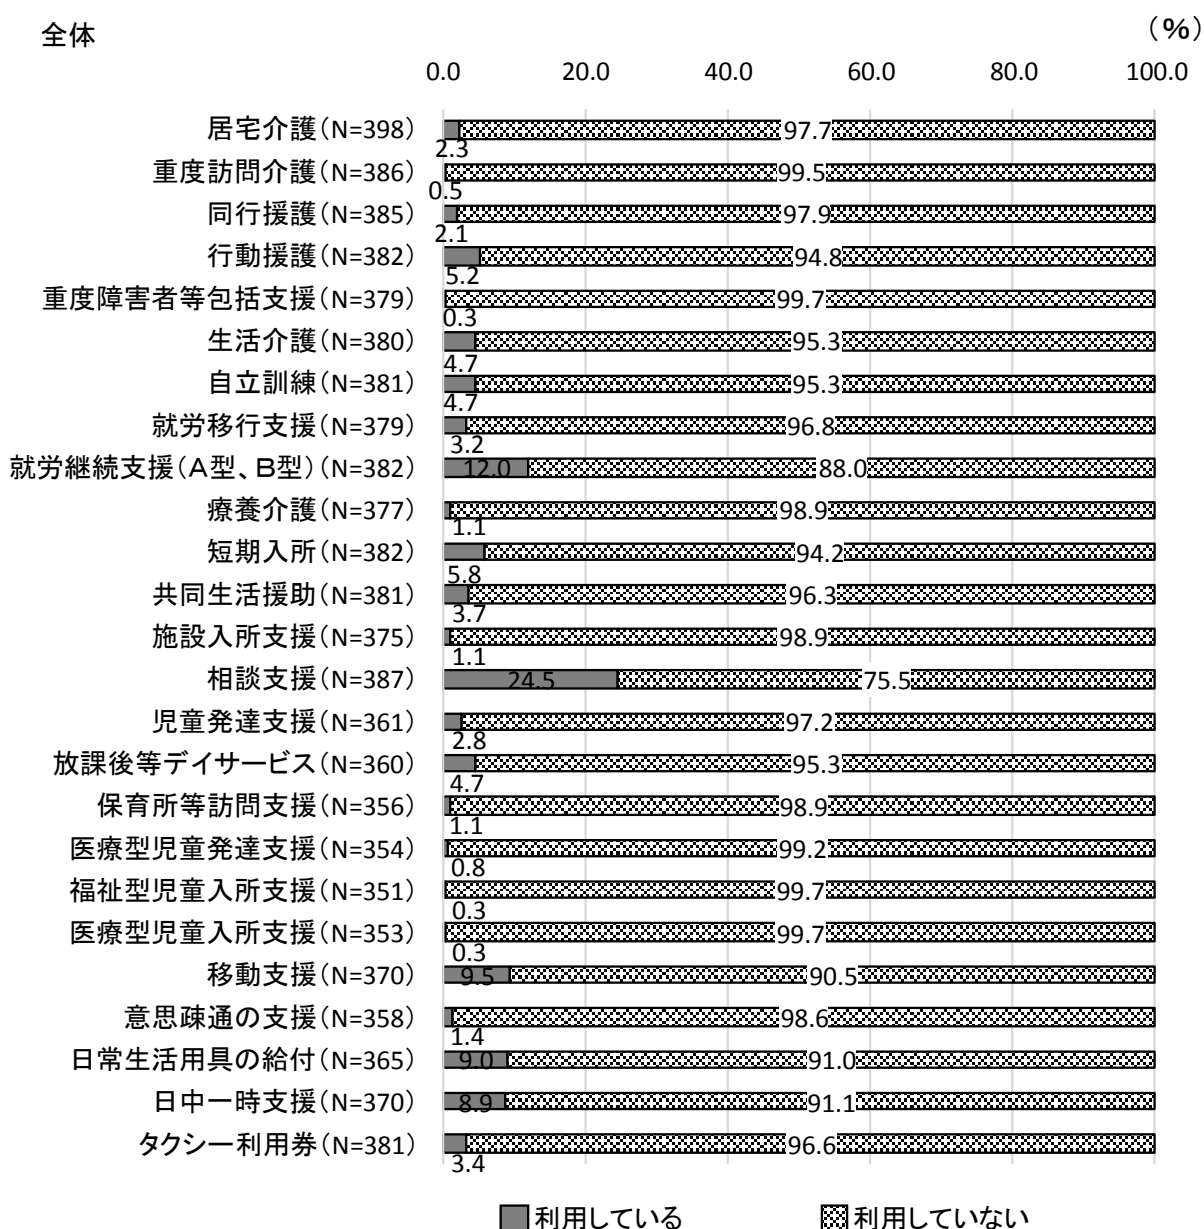 全体
（%）
0.0 20.0 40.0 60.0 80.0 100.0
居宅介護（N=398） 97.7
2.3
重度訪問介護（N=386） 99.5
0.5
同行援護（N=385） 97.9
2.1
行動援護（N=382） 94.8
5.2
重度障害者等包括支援（N=379） 99.7
0.3
生活介護（N=380） 95.3
4.7
自立訓練（N=381） 95.3
4.7
就労移行支援（N=379） 96.8
3.2
就労継続支援（Ａ型、Ｂ型）（N=382） 12.0 88.0
療養介護（N=377） 98.9
1.1
短期入所（N=382） 94.2
5.8
共同生活援助（N=381） 96.3
3.7
施設入所支援（N=375） 98.9
1.1
相談支援（N=387） 24.5 75.5
児童発達支援（N=361） 97.2
2.8
放課後等デイサービス（N=360） 95.3
4.7
保育所等訪問支援（N=356） 98.9
1.1
医療型児童発達支援（N=354） 99.2
0.8
福祉型児童入所支援（N=351） 99.7
0.3
医療型児童入所支援（N=353） 99.7
0.3
移動支援（N=370） 9.5 90.5
意思疎通の支援（N=358） 98.6
1.4
日常生活用具の給付（N=365） 9.0 91.0
日中一時支援（N=370） 8.9 91.1
タクシー利用券（N=381） 96.6
3.4
利用している 利用していない